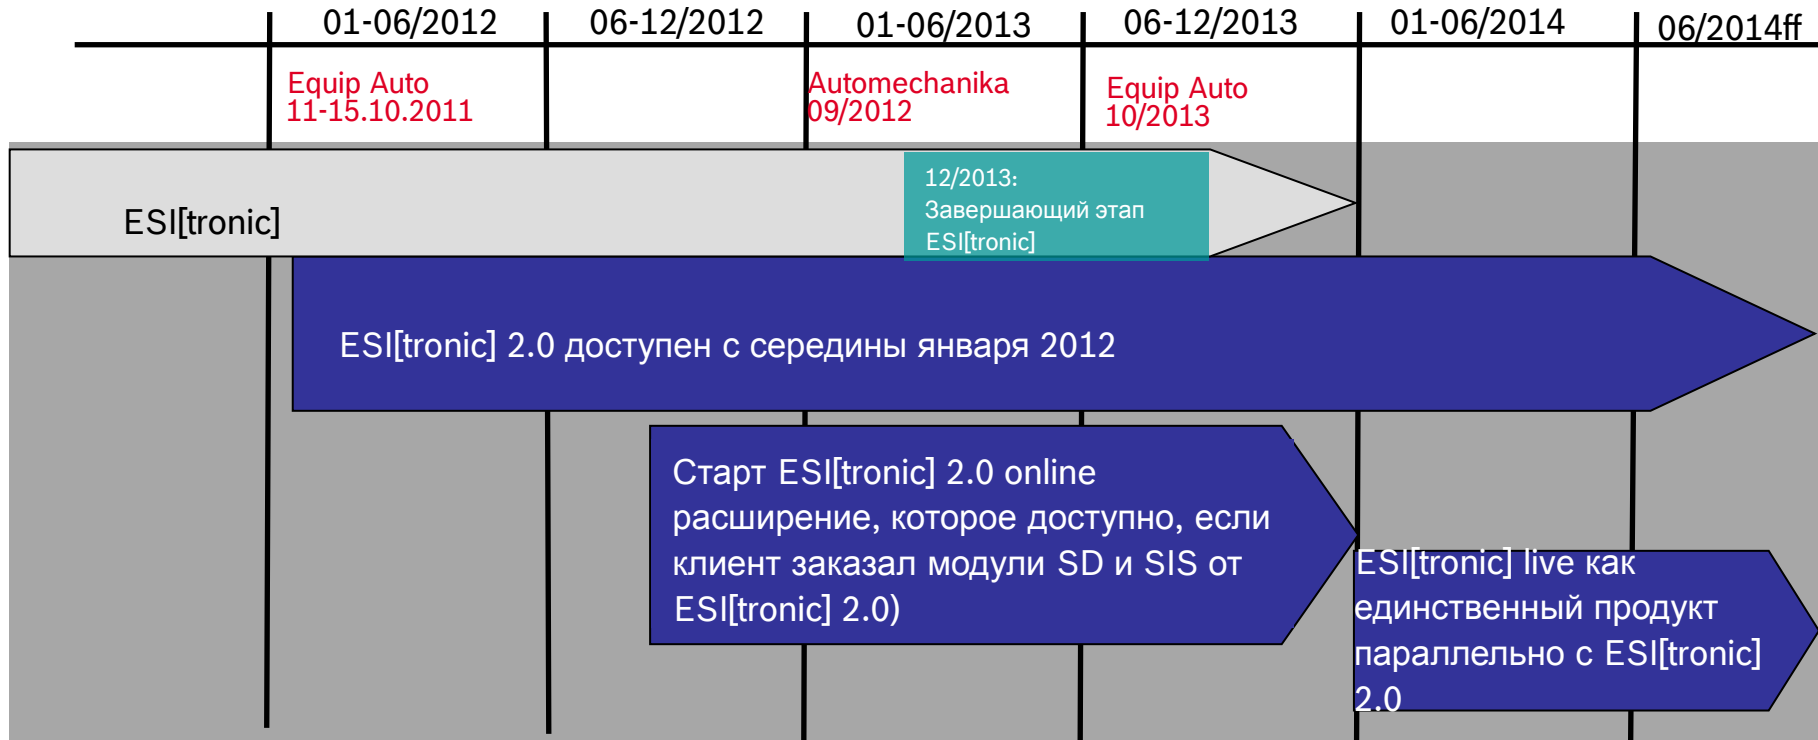 01-06/2012
06-12/2012
01-06/2013
06-12/2013
01-06/2014
06/2014ff
Equip Auto
11-15.10.2011
Automechanika
09/2012
Equip Auto
10/2013
ESI[tronic]
12/2013:
Завершающий этап
ESI[tronic]
ESI[tronic] 2.0 доступен с середины января 2012
Старт ESI[tronic] 2.0 online
расширение, которое доступно, если
клиент заказал модули SD и SIS от
ESI[tronic] 2.0)
ESI[tronic] live как
единственный продукт
параллельно с ESI[tronic]
2.0